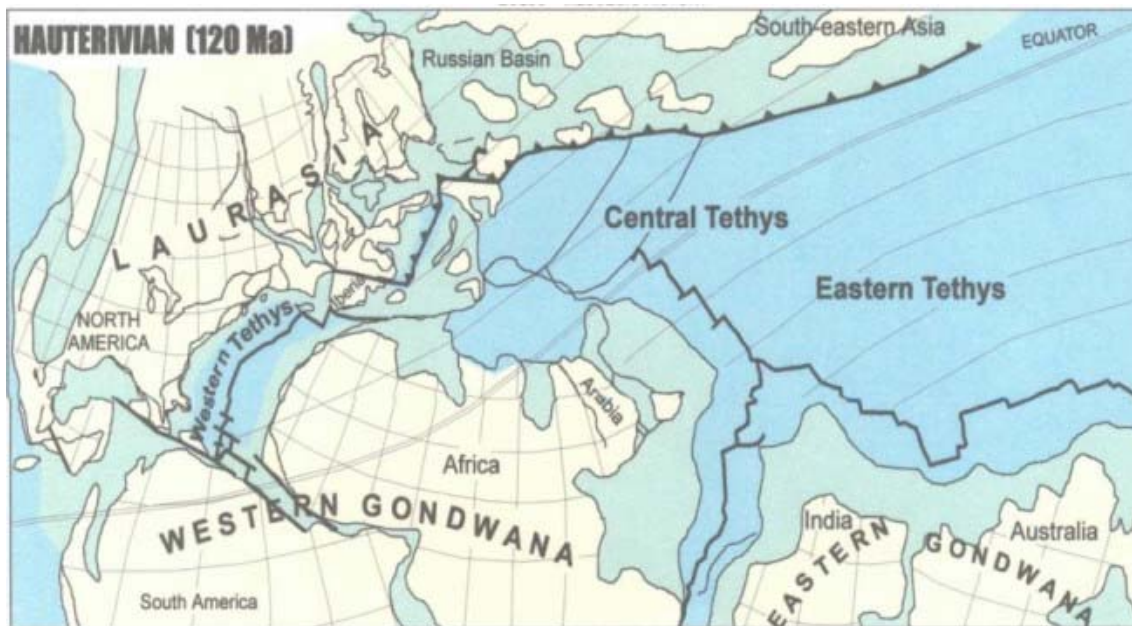 HAUTERIVIAN (120 Ma)
South-eastern Asia
EQUATOR
Russian Basin
LAURASIA
Central Tethys
Eastern Tethys
Iberia
NORTH
AMERICA
Western Tethys
Arabia
Africa
WESTERN GONDWANA
India
Australia
EASTERN GONDWANA
South America